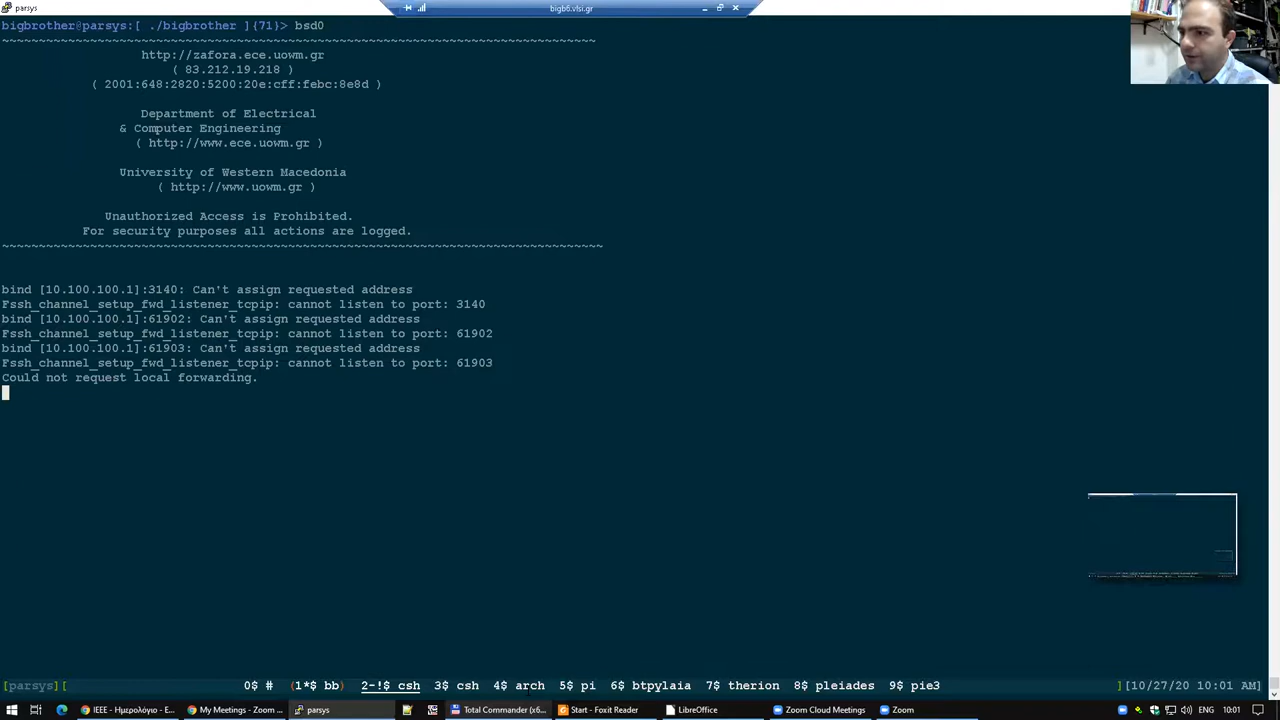 parsys
bigb6.vlsi.gr
bigbrother@parsys:[ ./bigbrother ]{71}> bsd0
~~~~~~~~~~~~~~~~~~~~~~~~~~~~~~~~~~~~~~~~~~~~~~~~~~~~~~~~~~~~~~~~~~~~~~~~~~~~~~~~~
http://zafora.ece.uowm.gr
( 83.212.19.218 )
( 2001:648:2820:5200:20e:cff:febc:8e8d )
Department of Electrical
& Computer Engineering
( http://www.ece.uowm.gr )
University of Western Macedonia
( http://www.uowm.gr )
Unauthorized Access is Prohibited.
For security purposes all actions are logged.
~~~~~~~~~~~~~~~~~~~~~~~~~~~~~~~~~~~~~~~~~~~~~~~~~~~~~~~~~~~~~~~~~~~~~~~~~~~~~~~~~~
bind [10.100.100.1]:3140: Can't assign requested address
Fssh_channel_setup_fwd_listener_tcpip: cannot listen to port: 3140
bind [10.100.100.1]:61902: Can't assign requested address
Fssh_channel_setup_fwd_listener_tcpip: cannot listen to port: 61902
bind [10.100.100.1]:61903: Can't assign requested address
Fssh_channel_setup_fwd_listener_tcpip: cannot listen to port: 61903
Could not request local forwarding.
[parsys][ 0$ # (1*$ bb) 2-!$ csh 3$ csh 4$ arch 5$ pi 6$ btpylaia 7$ therion 8$ pleiades 9$ pie3 ][10/27/20 10:01 AM]
IEEE - Ημερολόγιο - E... My Meetings - Zoom ... parsys Total Commander (x6... Start - Foxit Reader LibreOffice Zoom Cloud Meetings Zoom ENG 10:01